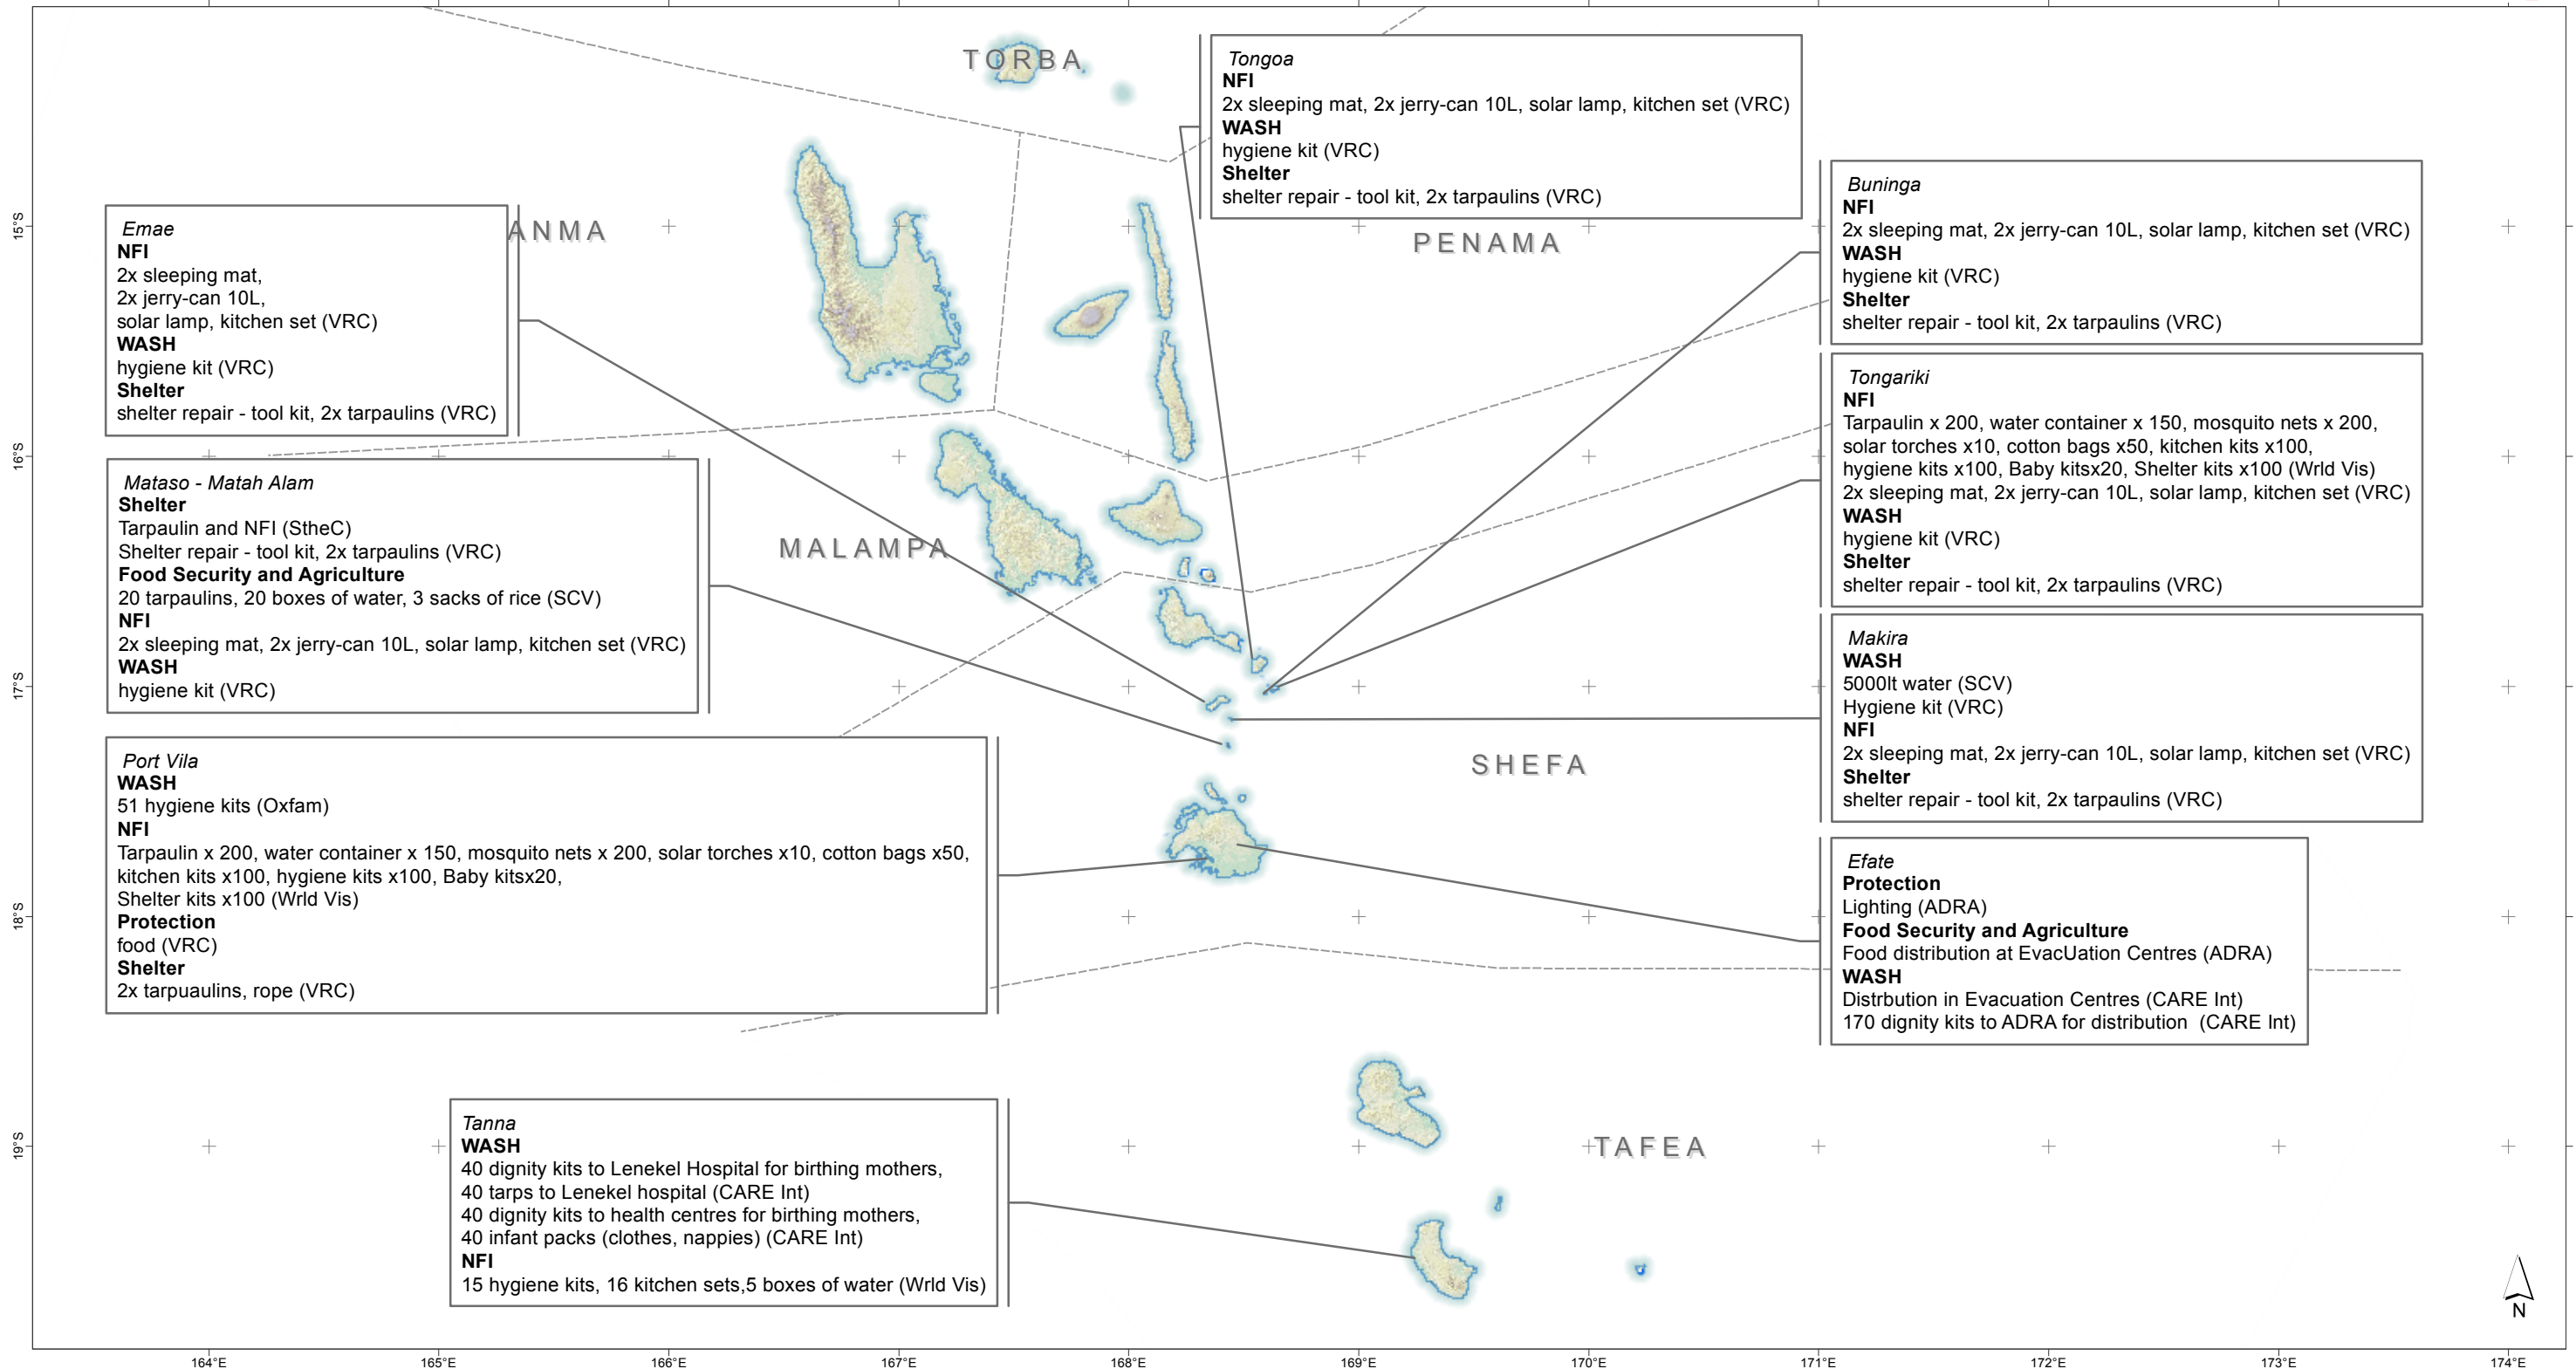 TORBA
Tongoa
NFI
2x sleeping mat, 2x jerry-can 10L, solar lamp, kitchen set (VRC)
WASH
hygiene kit (VRC)
Shelter
shelter repair - tool kit, 2x tarpaulins (VRC)
Buninga
NFI
2x sleeping mat, 2x jerry-can 10L, solar lamp, kitchen set (VRC)
WASH
hygiene kit (VRC)
Shelter
shelter repair - tool kit, 2x tarpaulins (VRC)
Emae
NFI
2x sleeping mat,
2x jerry-can 10L,
solar lamp, kitchen set (VRC)
WASH
hygiene kit (VRC)
Shelter
shelter repair - tool kit, 2x tarpaulins (VRC)
ANMA
PENAMA
Tongariki
NFI
Tarpaulin x 200, water container x 150, mosquito nets x 200,
solar torches x10, cotton bags x50, kitchen kits x100,
hygiene kits x100, Baby kitsx20, Shelter kits x100 (Wrld Vis)
2x sleeping mat, 2x jerry-can 10L, solar lamp, kitchen set (VRC)
WASH
hygiene kit (VRC)
Shelter
shelter repair - tool kit, 2x tarpaulins (VRC)
Mataso - Matah Alam
Shelter
Tarpaulin and NFI (StheC)
Shelter repair - tool kit, 2x tarpaulins (VRC)
Food Security and Agriculture
20 tarpaulins, 20 boxes of water, 3 sacks of rice (SCV)
NFI
2x sleeping mat, 2x jerry-can 10L, solar lamp, kitchen set (VRC)
WASH
hygiene kit (VRC)
MALAMPA
Makira
WASH
5000lt water (SCV)
Hygiene kit (VRC)
NFI
2x sleeping mat, 2x jerry-can 10L, solar lamp, kitchen set (VRC)
Shelter
shelter repair - tool kit, 2x tarpaulins (VRC)
Port Vila
WASH
51 hygiene kits (Oxfam)
NFI
Tarpaulin x 200, water container x 150, mosquito nets x 200, solar torches x10, cotton bags x50,
kitchen kits x100, hygiene kits x100, Baby kitsx20,
Shelter kits x100 (Wrld Vis)
Protection
food (VRC)
Shelter
2x tarpuaulins, rope (VRC)
SHEFA
Efate
Protection
Lighting (ADRA)
Food Security and Agriculture
Food distribution at EvacUation Centres (ADRA)
WASH
Distrbution in Evacuation Centres (CARE Int)
170 dignity kits to ADRA for distribution (CARE Int)
Tanna
WASH
40 dignity kits to Lenekel Hospital for birthing mothers,
40 tarps to Lenekel hospital (CARE Int)
40 dignity kits to health centres for birthing mothers,
40 infant packs (clothes, nappies) (CARE Int)
NFI
15 hygiene kits, 16 kitchen sets,5 boxes of water (Wrld Vis)
TAFEA
N
15°S
16°S
17°S
18°S
19°S
164°E
165°E
166°E
167°E
168°E
169°E
170°E
171°E
172°E
173°E
174°E